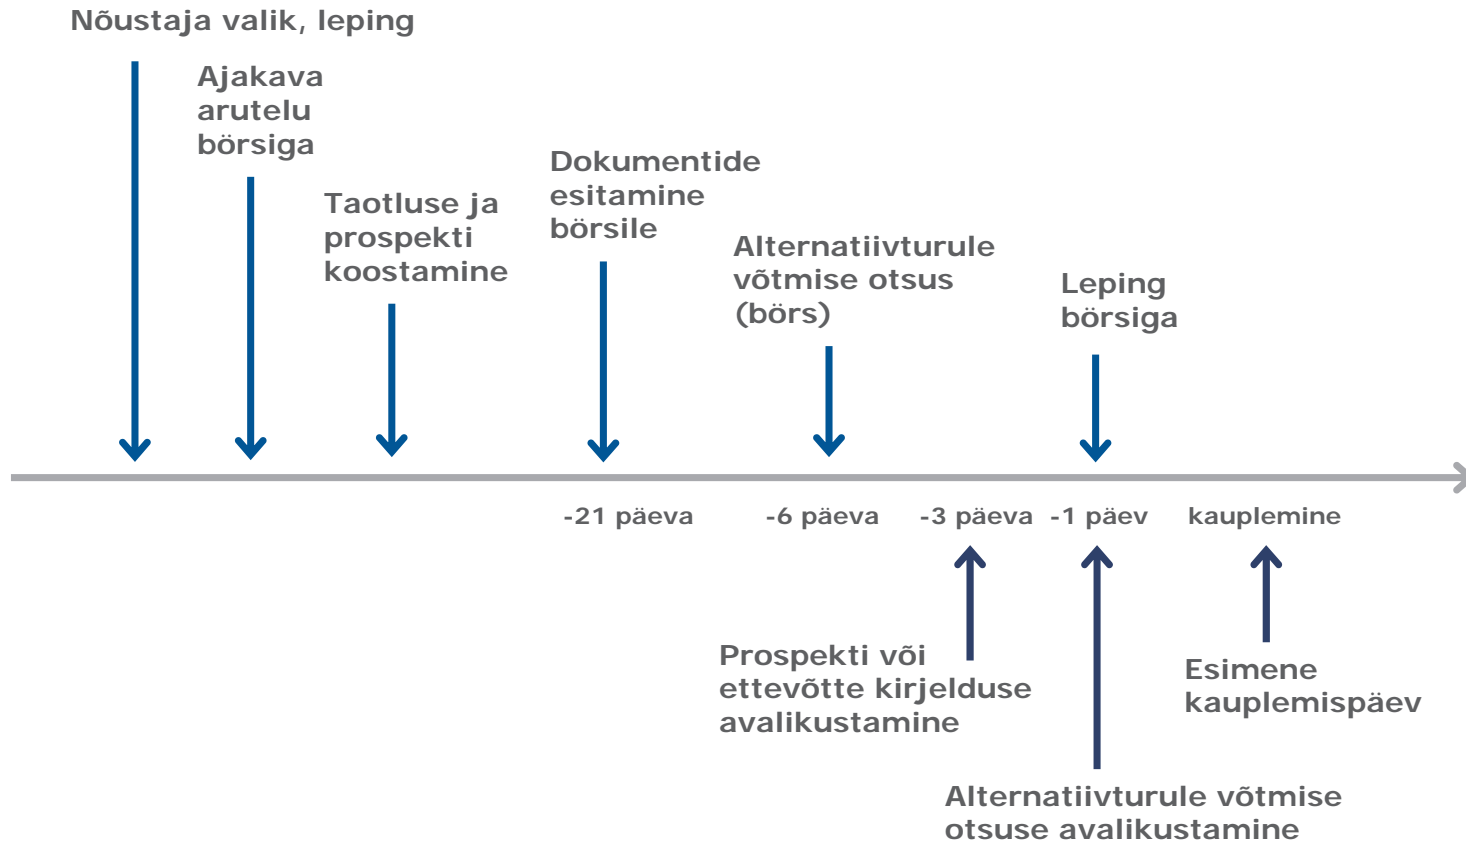 Nõustaja valik, leping
Ajakava
arutelu
börsiga
Taotluse ja
prospekti
koostamine
Dokumentide
esitamine
börsile
Alternatiivturule
võtmise otsus
(börs)
Leping
börsiga
-21 päeva
-6 päeva
-3 päeva
-1 päev
kauplemine
Prospekti või
ettevõtte kirjelduse
avalikustamine
Esimene
kauplemispäev
Alternatiivturule võtmise
otsuse avalikustamine